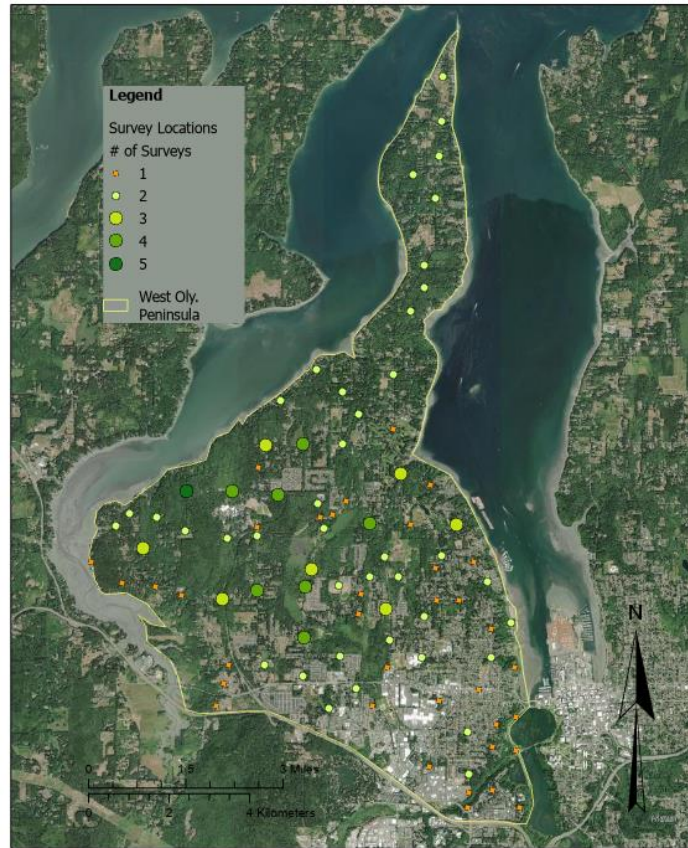 Legend
Survey Locations
# of Surveys
1
2
3
4
5
West Oly.
Peninsula
N
0 1.5 3 Miles
0 2 4 Kilometers